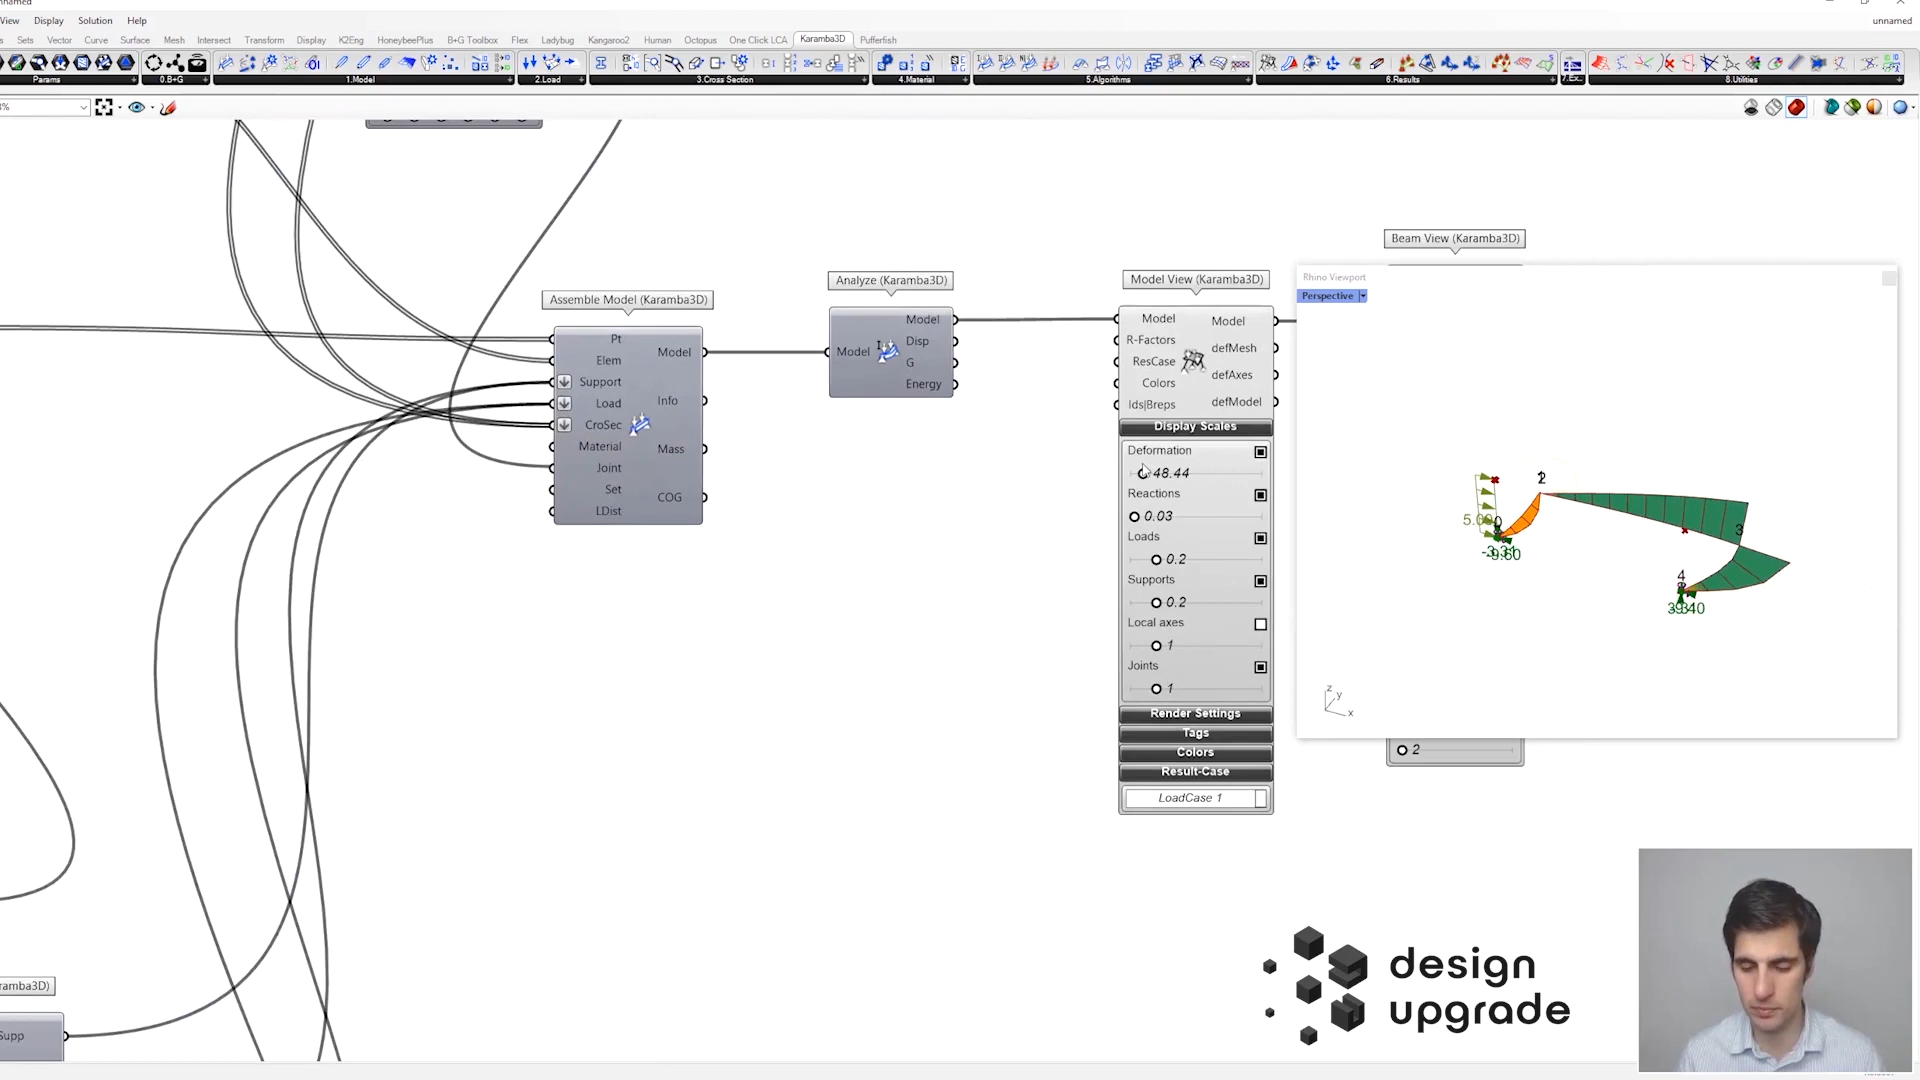 unnamed
View Display Solution Help
unnamed
Sets Vector Curve Surface Mesh Intersect Transform Display K2Eng HoneybeePlus B+G Toolbox Flex Ladybug Kangaroo2 Human Octopus One Click LCA Karamba3D Pufferfish
Params 0.B+G 1.Model 2.Load 3.Cross Section 4.Material 5.Algorithms 6.Results 7.Ex... 8.Utilities
Assemble Model (Karamba3D)
Pt
Elem
Support
Load
CroSec
Material
Joint
Set
LDist
Model
Info
Mass
COG
Analyze (Karamba3D)
Model
Model
Disp
G
Energy
Model View (Karamba3D)
Model
R-Factors
ResCase
Colors
Ids|Breps
Model
defMesh
defAxes
defModel
Display Scales
Deformation
48.44
Reactions
0.03
Loads
0.2
Supports
0.2
Local axes
1
Joints
1
Render Settings
Tags
Colors
Result-Case
LoadCase 1
Beam View (Karamba3D)
Rhino Viewport
Perspective
3
4
z
y
x
2
ramba3D)
Supp
design
upgrade